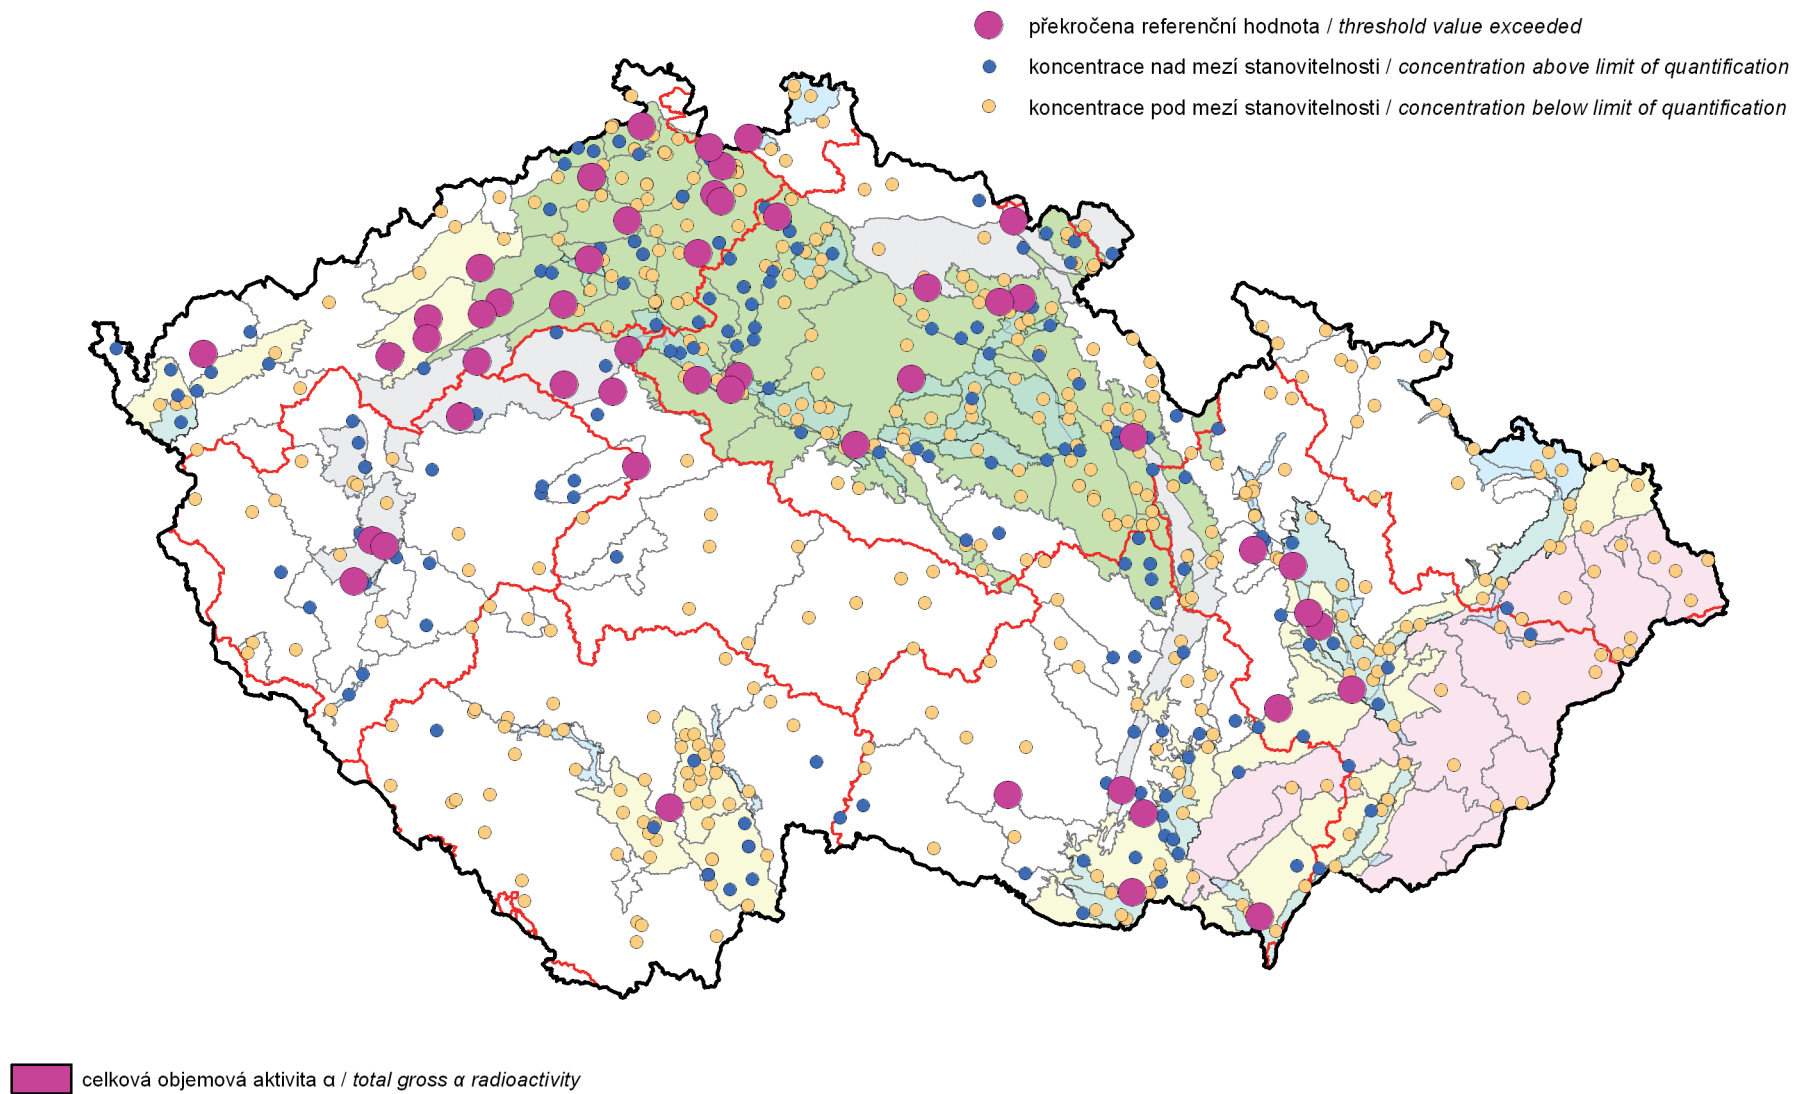 překročena referenční hodnota / threshold value exceeded
koncentrace nad mezí stanovitelnosti / concentration above limit of quantification
koncentrace pod mezí stanovitelnosti / concentration below limit of quantification
celková objemová aktivita α / total gross α radioactivity